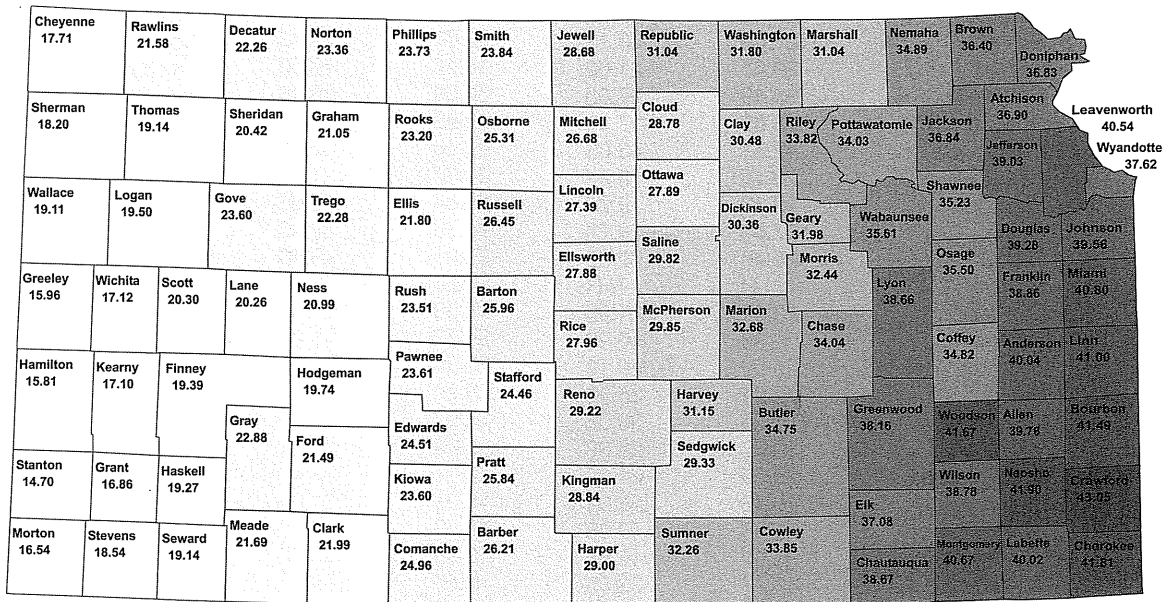 Cheyenne
17.71
Rawlins
21.58
Decatur
22.26
Norton
23.36
Phillips
23.73
Smith
23.84
Jewell
28.68
Republic
31.04
Washington
31.80
Marshall
31.04
Nemaha
34.89
Brown
36.40
Doniphan
36.83
Sherman
18.20
Thomas
19.14
Sheridan
20.42
Graham
21.05
Rooks
23.20
Osborne
25.31
Mitchell
26.68
Cloud
28.78
Clay
30.48
Riley
33.82
Pottawatomie
34.03
Jackson
36.84
Atchison
36.90
Jefferson
39.03
Leavenworth
40.54
Wyandotte
37.62
Wallace
19.11
Logan
19.50
Gove
23.60
Trego
22.28
Ellis
21.80
Russell
26.45
Lincoln
27.39
Ottawa
27.89
Dickinson
30.36
Geary
31.98
Wabaunsee
35.61
Shawnee
35.23
Douglas
39.28
Johnson
39.56
Ellsworth
27.88
Saline
29.82
Morris
32.44
Osage
35.50
Greeley
15.96
Wichita
17.12
Scott
20.30
Lane
20.26
Ness
20.99
Rush
23.51
Barton
25.96
Rice
27.96
McPherson
29.85
Marion
32.68
Chase
34.04
Lyon
38.66
Franklin
38.86
Miami
40.80
Hamilton
15.81
Kearny
17.10
Finney
19.39
Hodgeman
19.74
Pawnee
23.61
Stafford
24.46
Reno
29.22
Harvey
31.15
Butler
34.75
Greenwood
38.16
Coffey
34.82
Anderson
40.04
Linn
41.00
Gray
22.88
Ford
21.49
Edwards
24.51
Sedgwick
29.33
Woodson
41.67
Allen
39.76
Bourbon
41.49
Stanton
14.70
Grant
16.86
Haskell
19.27
Kiowa
23.60
Pratt
25.84
Kingman
28.84
Elk
37.08
Wilson
38.78
Neosho
41.90
Crawford
43.05
Morton
16.54
Stevens
18.54
Seward
19.14
Meade
21.69
Clark
21.99
Comanche
24.96
Barber
26.21
Harper
29.00
Sumner
32.26
Cowley
33.85
Chautauqua
38.67
Montgomery
40.67
Labette
40.02
Cherokee
41.81